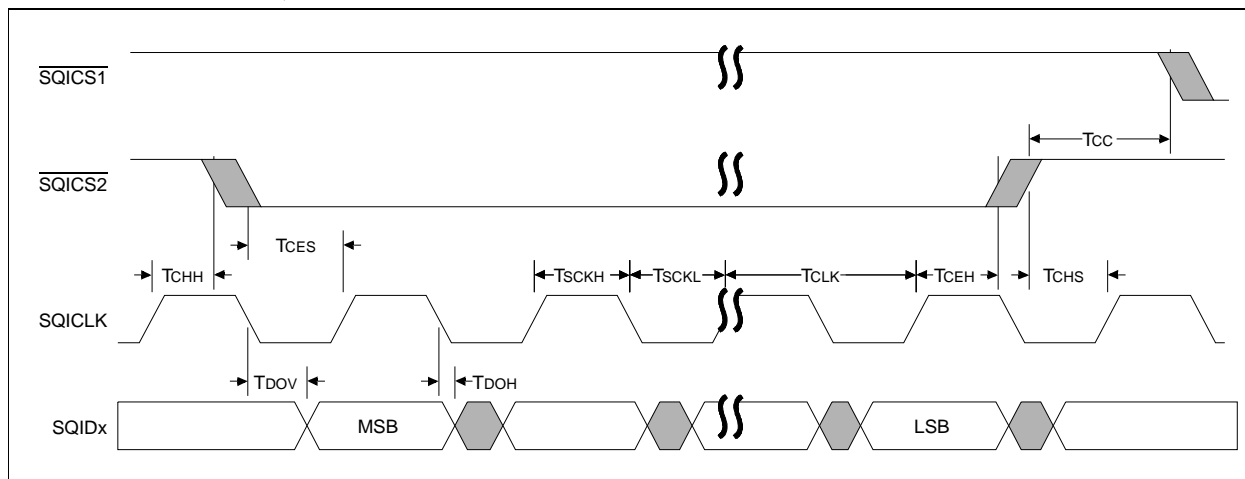 SQICS1
TCC
SQICS2
TCES
TCHH
TSCKH
TSCKL
TCLK
TCEH
TCHS
SQICLK
TDOV
TDOH
SQIDx
MSB
LSB